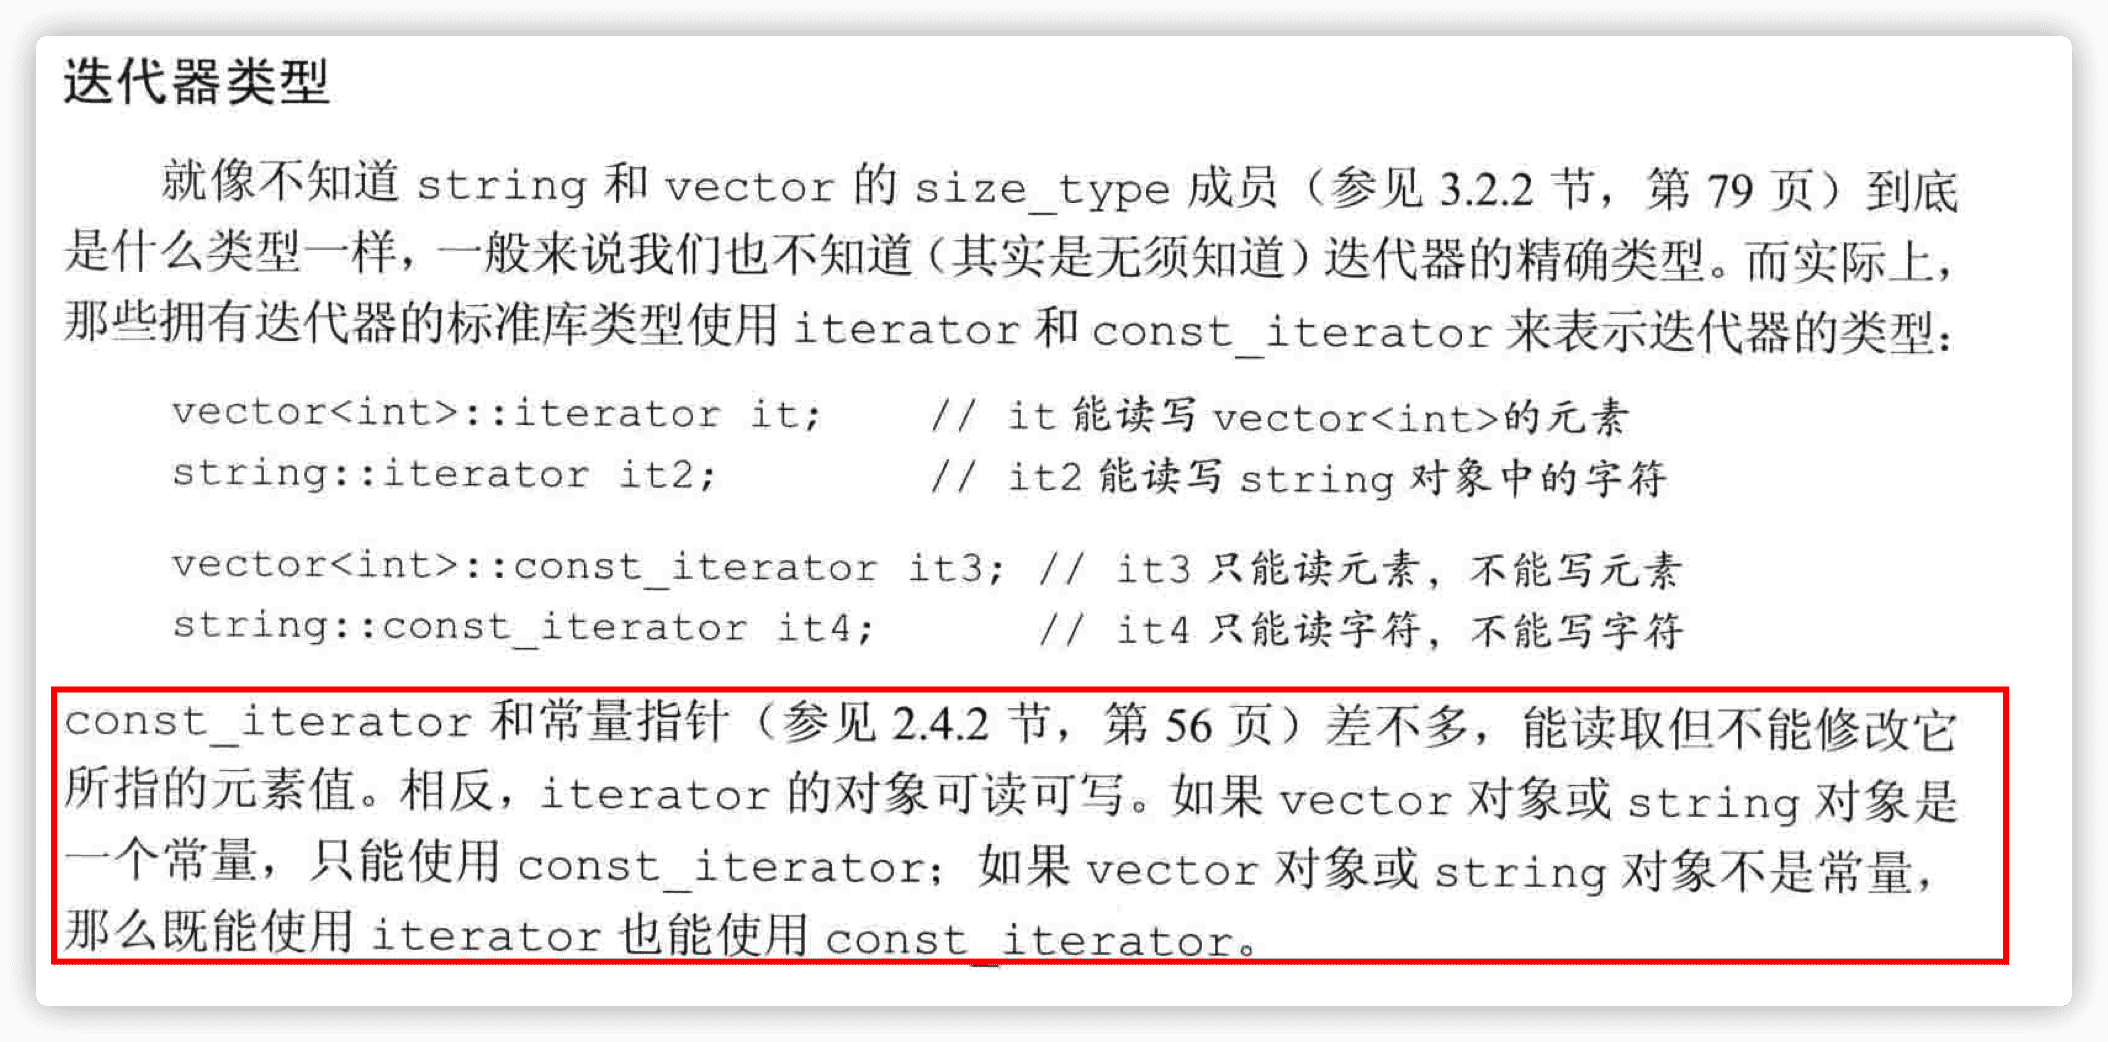 迭代器类型
就像不知道 string 和 vector 的 size_type 成员（参见 3.2.2 节，第 79 页）到底
是什么类型一样，一般来说我们也不知道（其实是无须知道）迭代器的精确类型。而实际上，
那些拥有迭代器的标准库类型使用 iterator 和 const_iterator 来表示迭代器的类型：
vector<int>::iterator it; // it 能读写 vector<int>的元素
string::iterator it2; // it2 能读写 string 对象中的字符
vector<int>::const_iterator it3; // it3 只能读元素，不能写元素
string::const_iterator it4; // it4 只能读字符，不能写字符
const_iterator 和常量指针（参见 2.4.2 节，第 56 页）差不多，能读取但不能修改它
所指的元素值。相反，iterator 的对象可读可写。如果 vector 对象或 string 对象是
一个常量，只能使用 const_iterator；如果 vector 对象或 string 对象不是常量，
那么既能使用 iterator 也能使用 const_iterator。